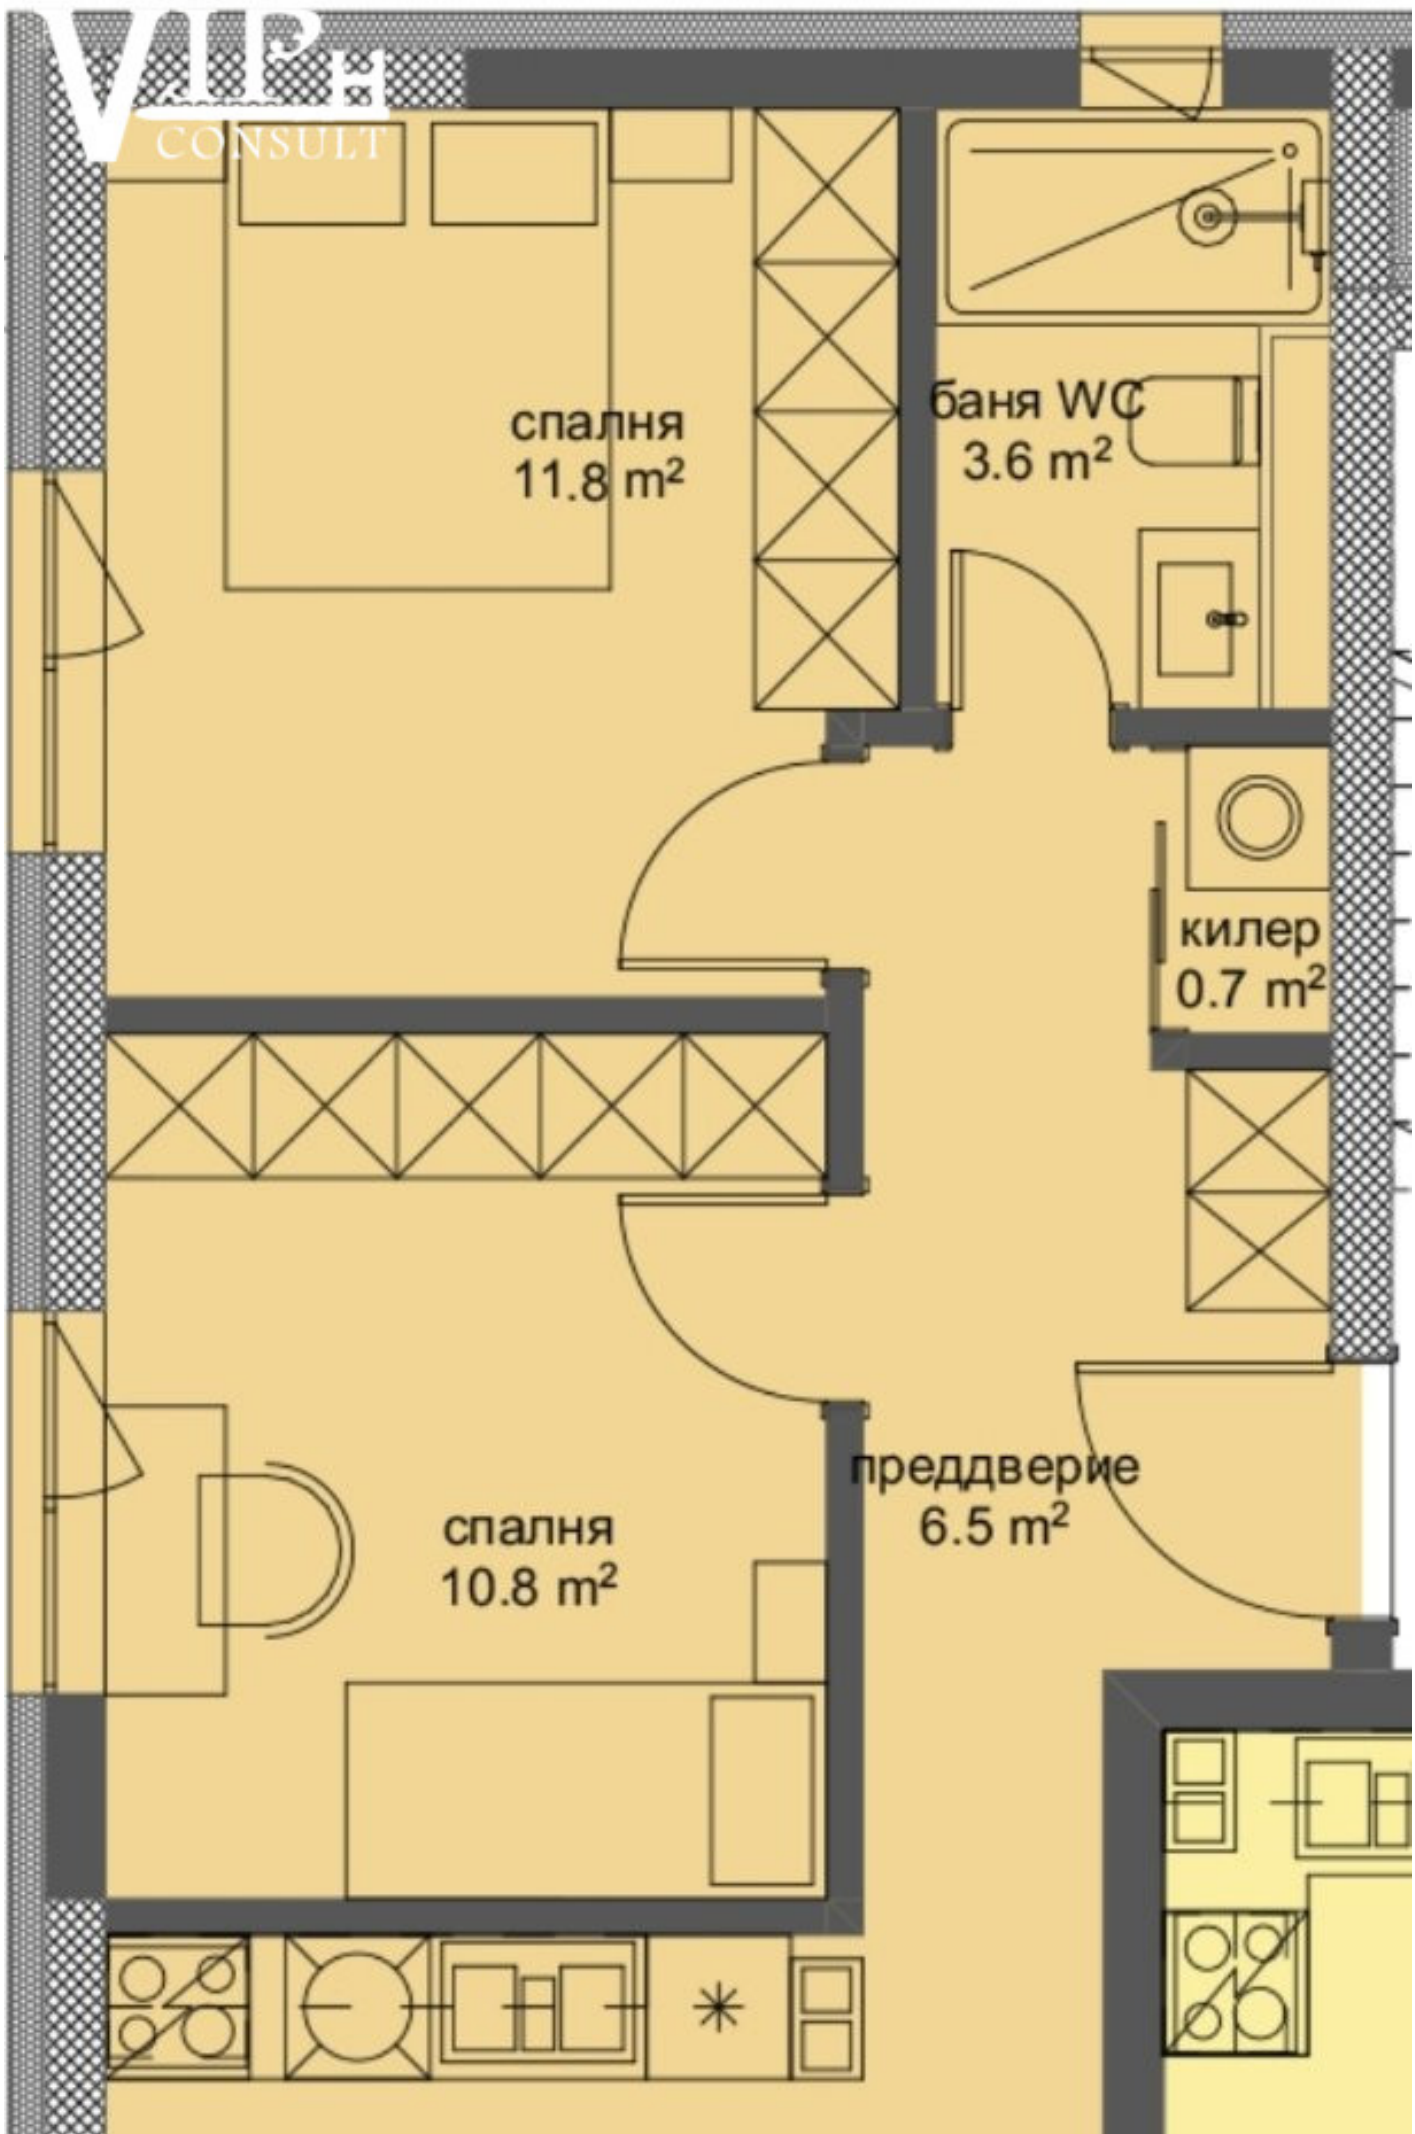 VIPH
CONSULT
спалня
11.8 m²
баня WC
3.6 m²
килер
0.7 m²
преддверие
6.5 m²
спалня
10.8 m²